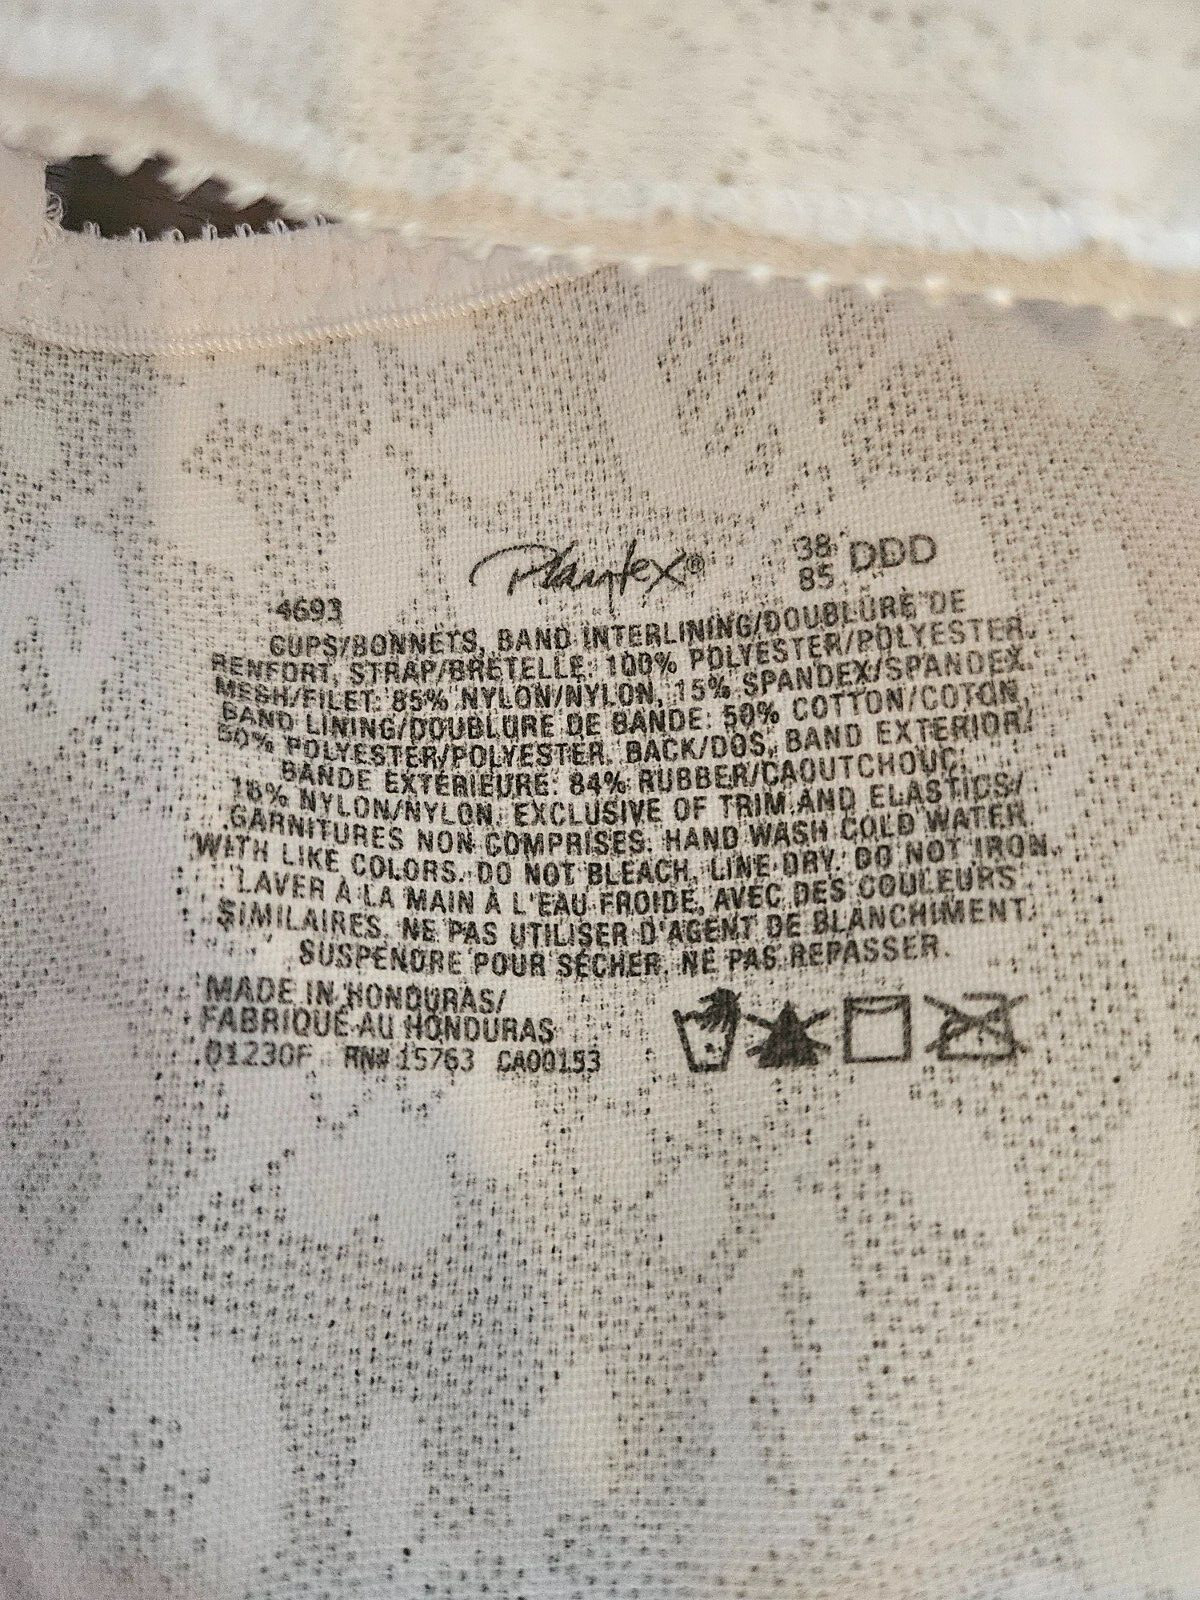 Playtex® 38 DDD
85
4693
CUPS/BONNETS, BAND INTERLINING/DOUBLURE DE
RENFORT, STRAP/BRETELLE: 100% POLYESTER/POLYESTER.
MESH/FILET: 85% NYLON/NYLON, 15% SPANDEX/SPANDEX.
BAND LINING/DOUBLURE DE BANDE: 50% COTTON/COTON,
50% POLYESTER/POLYESTER. BACK/DOS, BAND EXTERIOR/
BANDE EXTÉRIEURE: 84% RUBBER/CAOUTCHOUC,
16% NYLON/NYLON. EXCLUSIVE OF TRIM AND ELASTICS/
GARNITURES NON COMPRISES. HAND WASH COLD WATER
WITH LIKE COLORS. DO NOT BLEACH. LINE DRY. DO NOT IRON.
LAVER À LA MAIN À L'EAU FROIDE, AVEC DES COULEURS
SIMILAIRES. NE PAS UTILISER D'AGENT DE BLANCHIMENT.
SUSPENDRE POUR SÉCHER. NE PAS REPASSER.
MADE IN HONDURAS/
FABRIQUÉ AU HONDURAS
01230F RN# 15763 CA00153